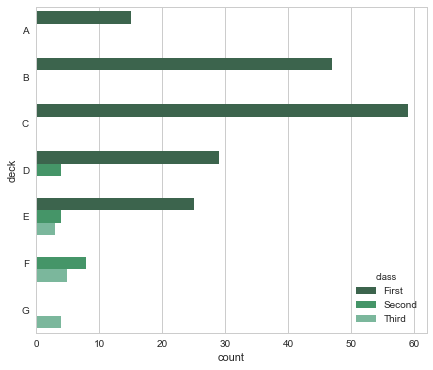 A
B
C
D
E
F
G
deck
0 10 20 30 40 50 60
count
class
First
Second
Third